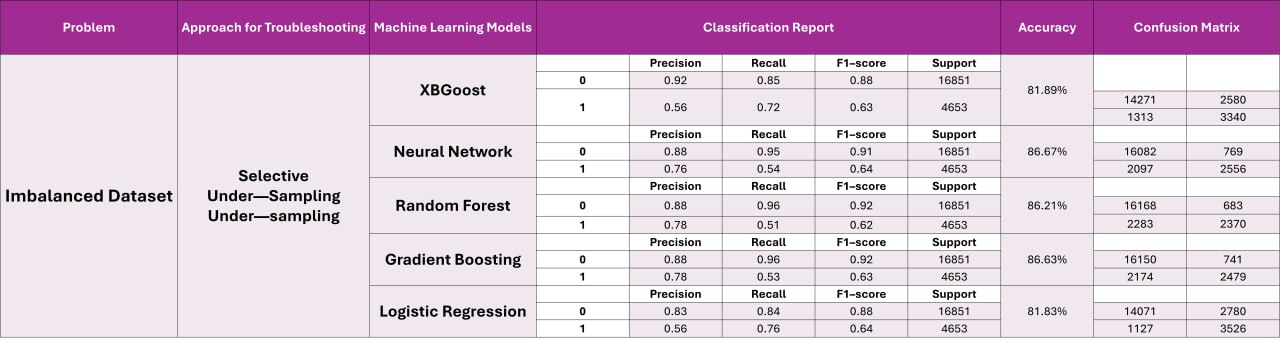 Problem Approach for Troubleshooting Machine Learning Models Classification Report Accuracy Confusion Matrix
Imbalanced Dataset
Selective
Under—Sampling
Under—sampling
XBGoost
Precision Recall F1–score Support
0 0.92 0.85 0.88 16851
1 0.56 0.72 0.63 4653
81.89%
14271 2580
1313 3340
Neural Network
Precision Recall F1–score Support
0 0.88 0.95 0.91 16851
1 0.76 0.54 0.64 4653
86.67%
16082 769
2097 2556
Random Forest
Precision Recall F1–score Support
0 0.88 0.96 0.92 16851
1 0.78 0.51 0.62 4653
86.21%
16168 683
2283 2370
Gradient Boosting
Precision Recall F1–score Support
0 0.88 0.96 0.92 16851
1 0.78 0.53 0.63 4653
86.63%
16150 741
2174 2479
Logistic Regression
Precision Recall F1–score Support
0 0.83 0.84 0.88 16851
1 0.56 0.76 0.64 4653
81.83%
14071 2780
1127 3526